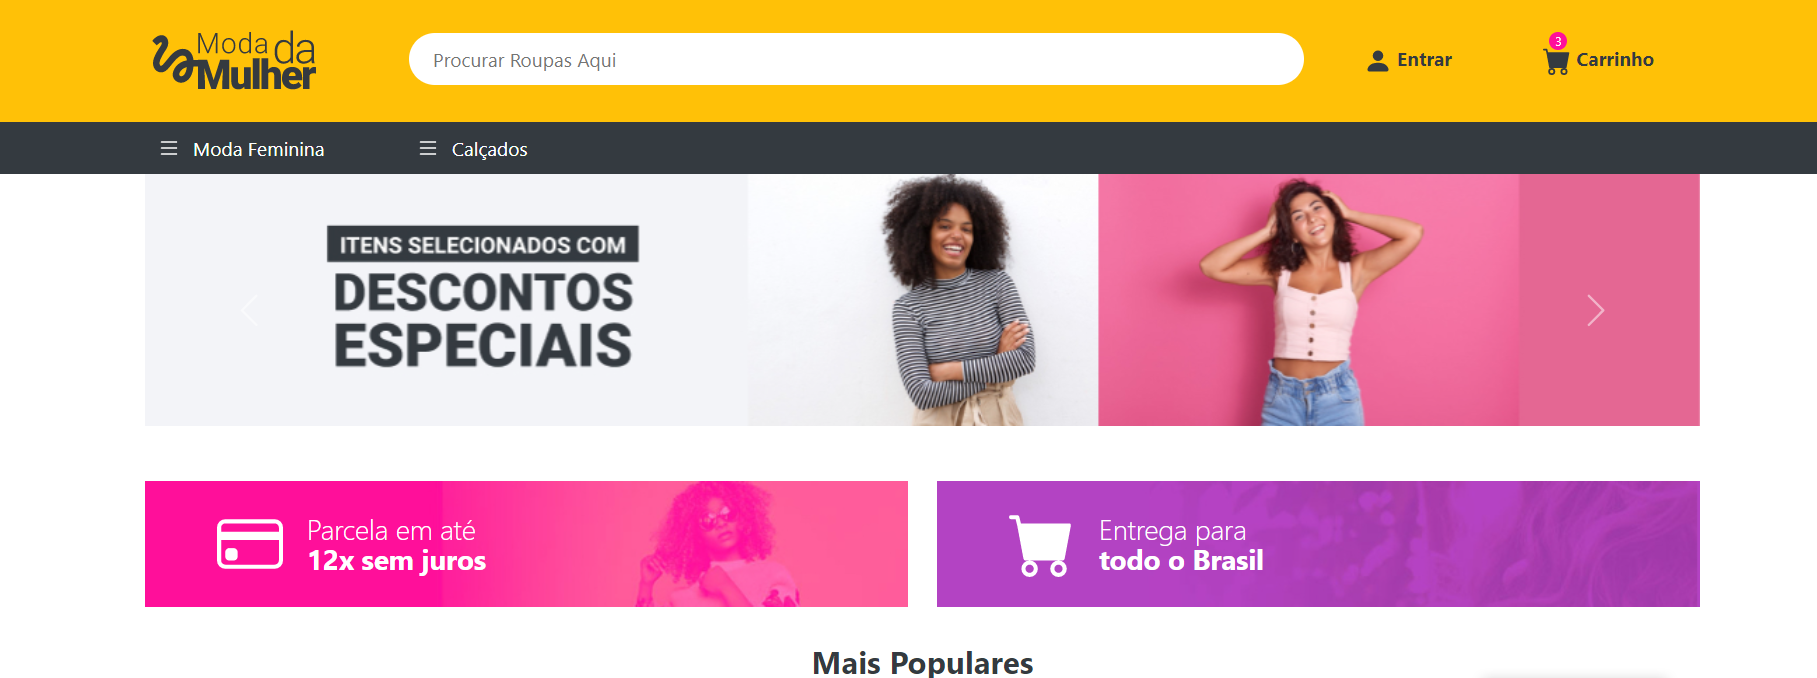 Moda da
Mulher
Procurar Roupas Aqui
Entrar
3
Carrinho
Moda Feminina
Calçados
ITENS SELECIONADOS COM
DESCONTOS
ESPECIAIS
Parcela em até
12x sem juros
Entrega para
todo o Brasil
Mais Populares